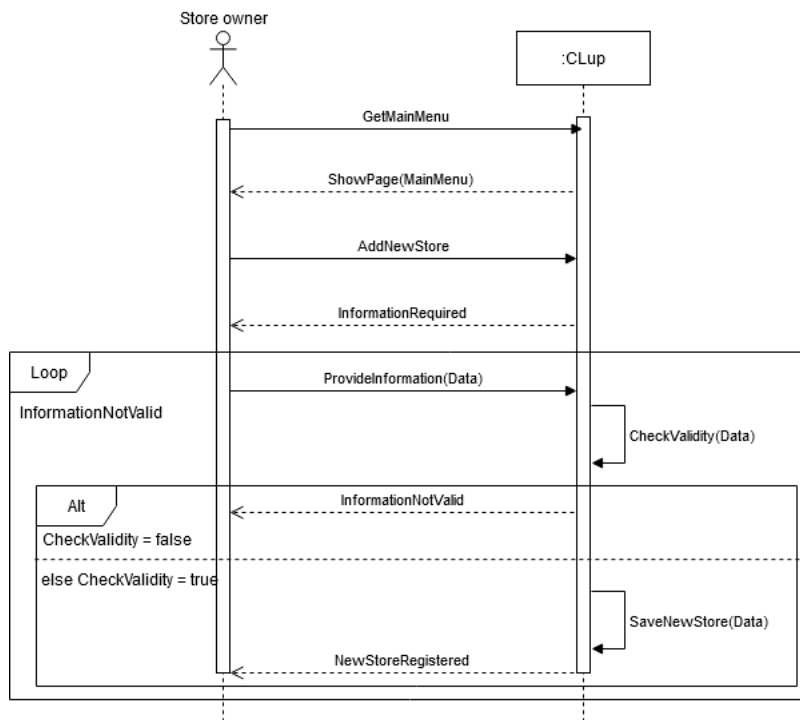 Store owner
:CLup
GetMainMenu
ShowPage(MainMenu)
AddNewStore
InformationRequired
Loop
ProvideInformation(Data)
InformationNotValid
CheckValidity(Data)
Alt
InformationNotValid
CheckValidity = false
else CheckValidity = true
SaveNewStore(Data)
NewStoreRegistered